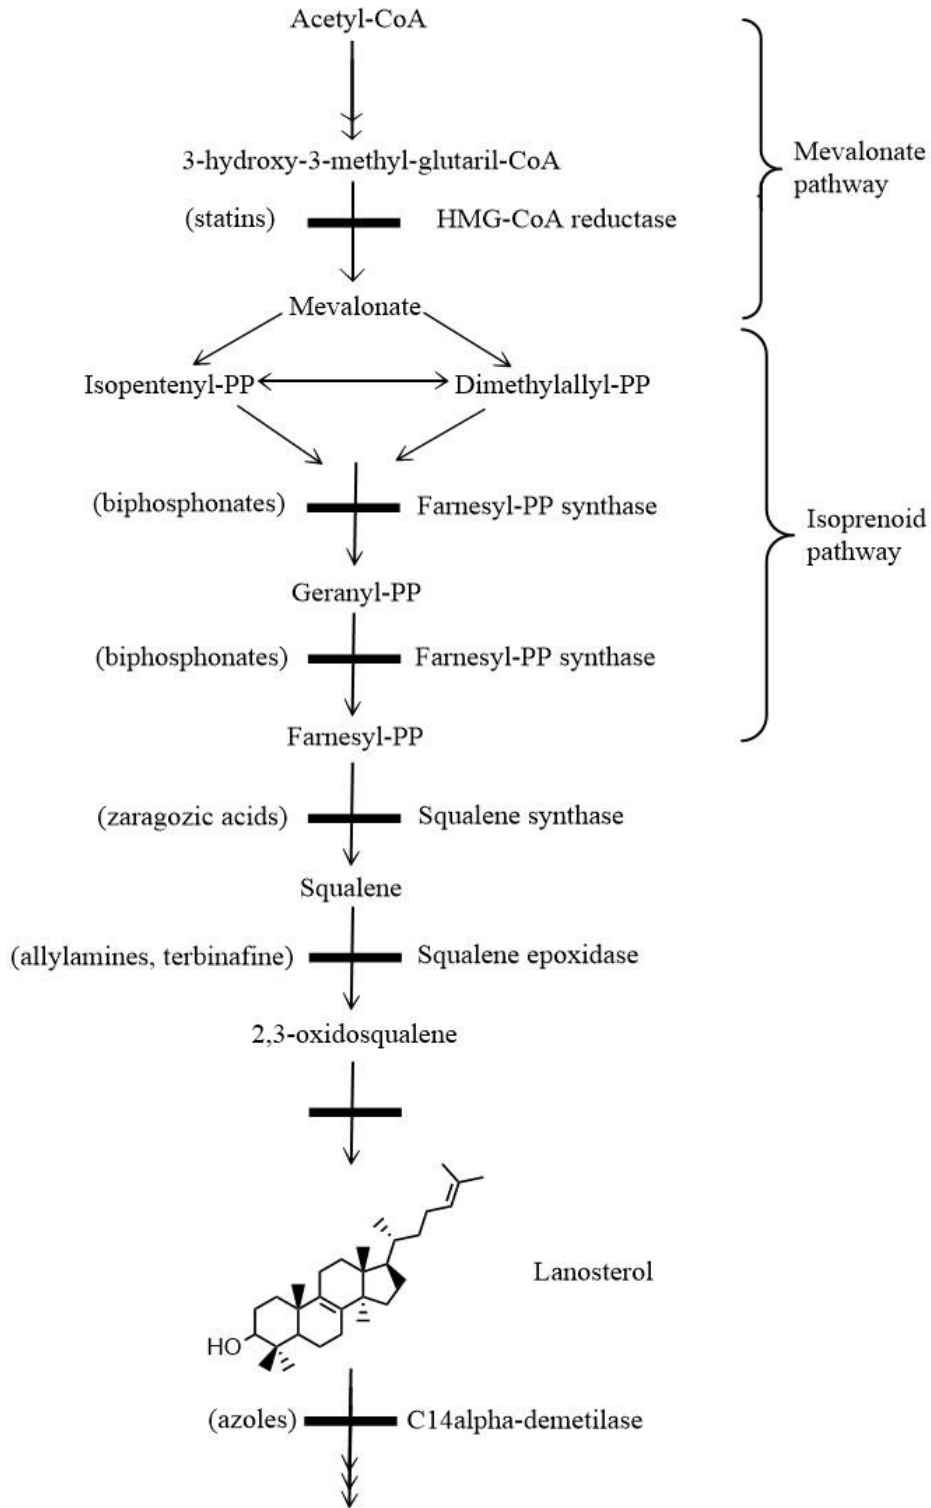 Acetyl-CoA
3-hydroxy-3-methyl-glutaril-CoA
Mevalonate
pathway
(statins)
HMG-CoA reductase
Mevalonate
Isopentenyl-PP
Dimethylallyl-PP
(biphosphonates)
Farnesyl-PP synthase
Isoprenoid
pathway
Geranyl-PP
(biphosphonates)
Farnesyl-PP synthase
Farnesyl-PP
(zaragozic acids)
Squalene synthase
Squalene
(allylamines, terbinafine)
Squalene epoxidase
2,3-oxidosqualene
Lanosterol
HO
(azoles)
C14alpha-demetilase